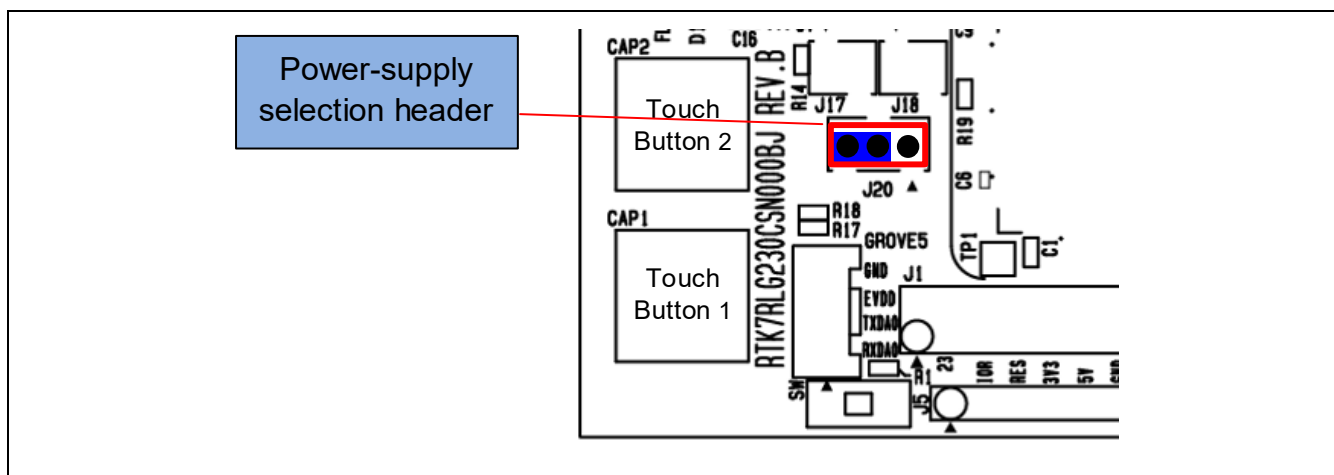 Power-supply
selection header
CAP2
C16
Touch
Button 2
RTK7RLG230CSN000BJ REV.B
R14
J17
J18
C9
R19
J20
C6
R18
R17
CAP1
Touch
Button 1
GROVE5
GND
EVDD
TXDA0
RXDA0
TP1
C1
J1
23
IOR
RES
3V3
5V
GND
R1
SW
J5